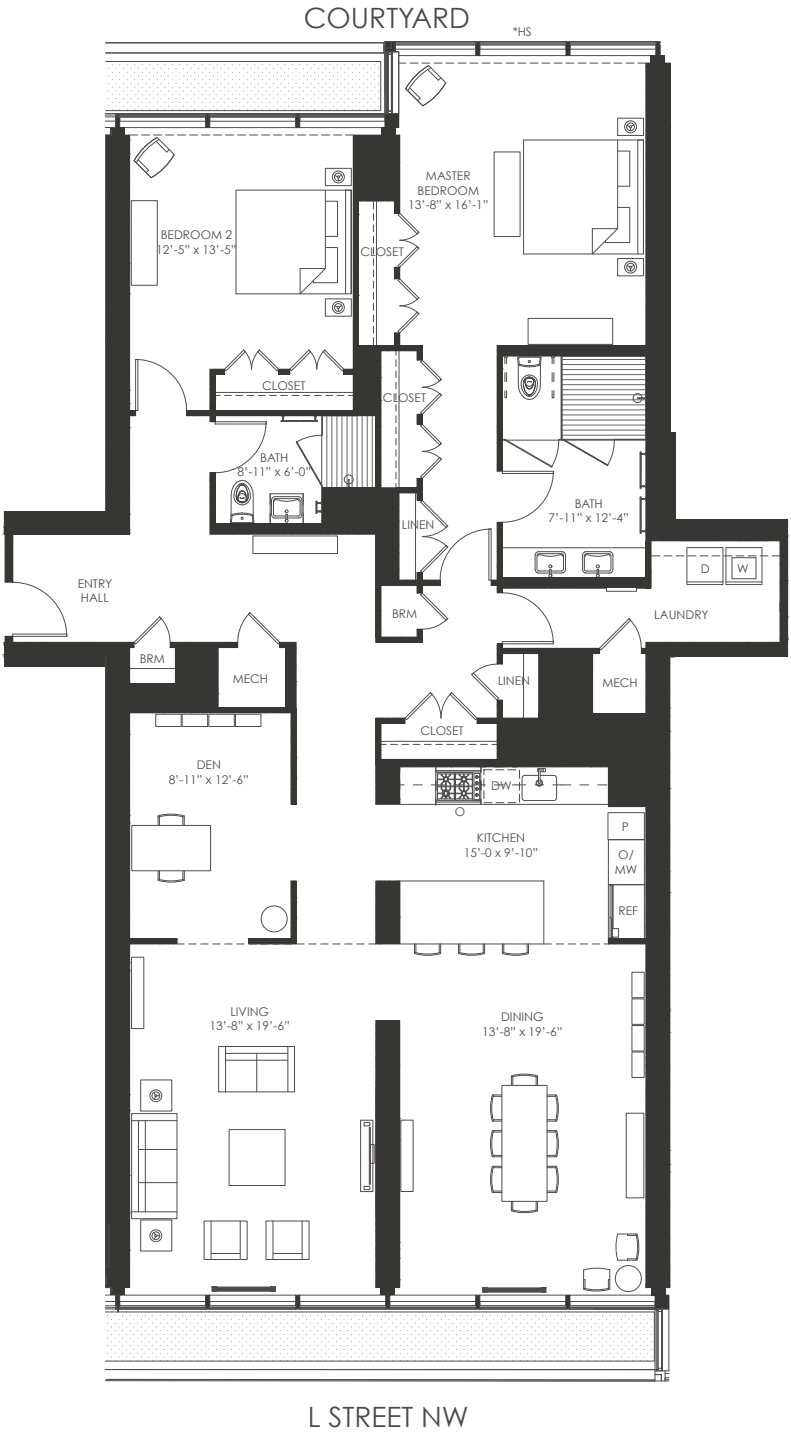 COURTYARD
*HS
MASTER
BEDROOM
13'-8" x 16'-1"
BEDROOM 2
12'-5" x 13'-5"
CLOSET
CLOSET
CLOSET
BATH
8'-11" x 6'-0"
BATH
7'-11" x 12'-4"
LINEN
ENTRY
HALL
D
W
BRM
LAUNDRY
BRM
MECH
LINEN
MECH
CLOSET
DEN
8'-11" x 12'-6"
DW
KITCHEN
15'-0 x 9'-10"
P
O/
MW
REF
LIVING
13'-8" x 19'-6"
DINING
13'-8" x 19'-6"
L STREET NW